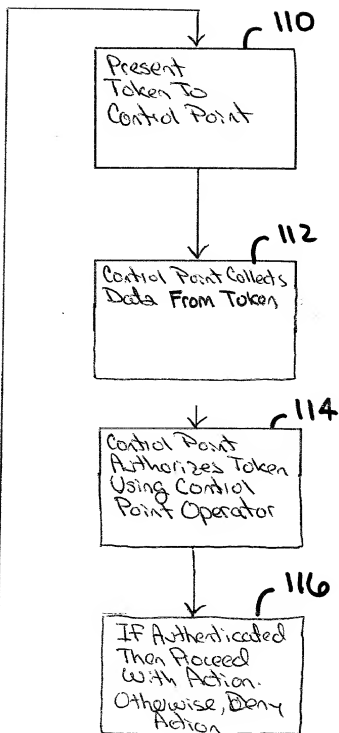 110
Present
Token To
Control Point
112
Control Point Collects
Data From Token
114
Control Point
Authorizes Token
Using Control
Point Operator
116
If Authenticated
Then Proceed
With Action.
Otherwise, Deny
Action